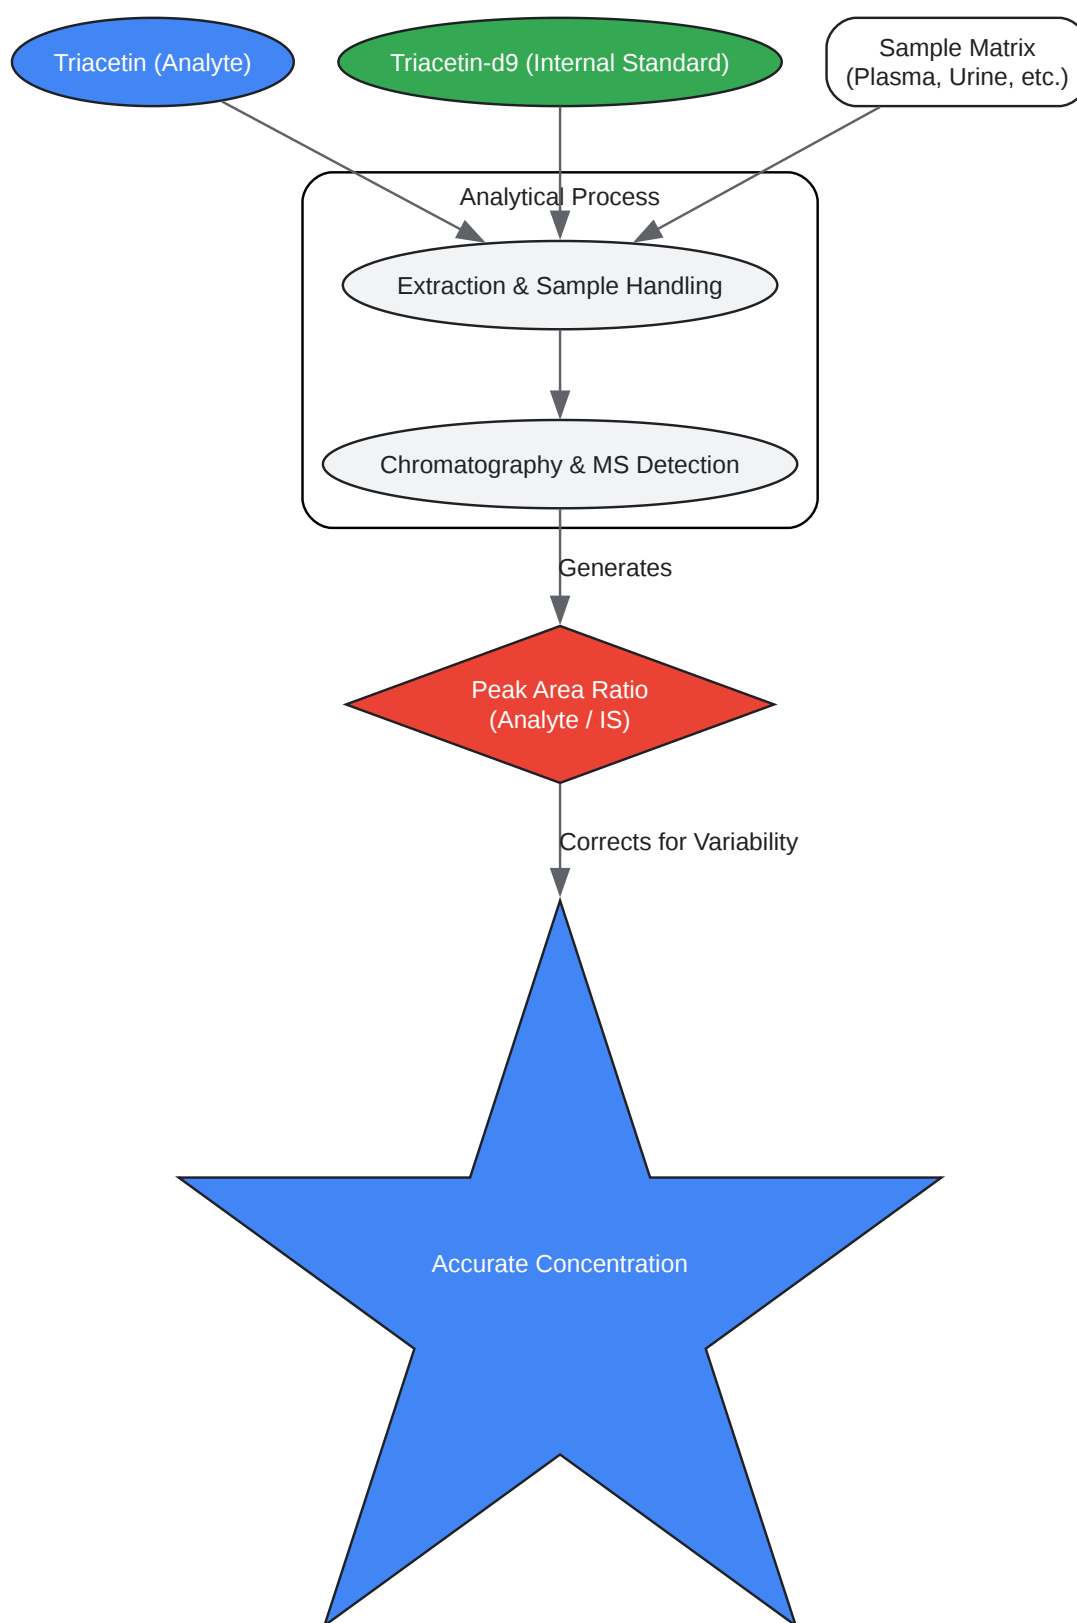 Triacetin (Analyte)
Triacetin-d9 (Internal Standard)
Sample Matrix
(Plasma, Urine, etc.)
Analytical Process
Extraction & Sample Handling
Chromatography & MS Detection
Generates
Peak Area Ratio
(Analyte / IS)
Corrects for Variability
Accurate Concentration